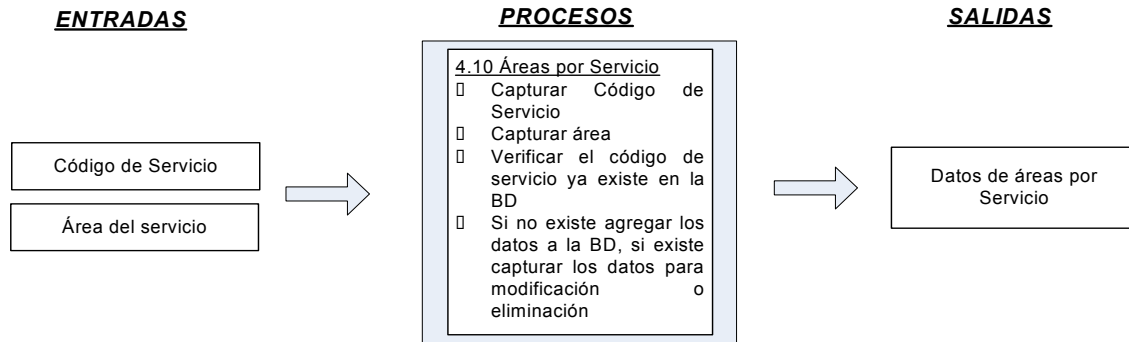 ENTRADAS
PROCESOS
SALIDAS
Código de Servicio
Área del servicio
4.10 Áreas por Servicio
Capturar Código de
Servicio
Capturar área
Verificar el código de
servicio ya existe en la
BD
Si no existe agregar los
datos a la BD, si existe
capturar los datos para
modificación o
eliminación
Datos de áreas por
Servicio